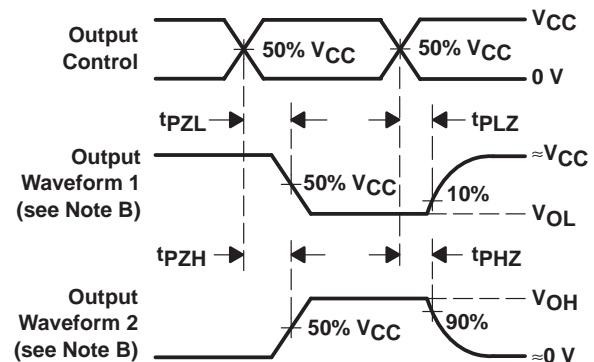 Output
Control
50% VCC
50% VCC
VCC
0 V
tPZL
tPLZ
Output
Waveform 1
(see Note B)
50% VCC
10%
≈VCC
VOL
tPZH
tPHZ
Output
Waveform 2
(see Note B)
50% VCC
90%
VOH
≈0 V